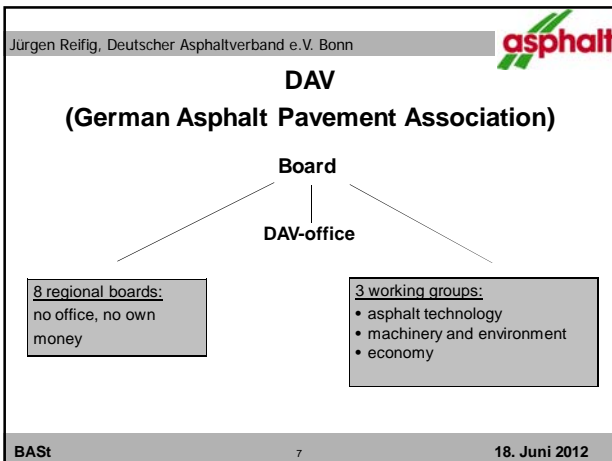 Jürgen Reifig, Deutscher Asphaltverband e.V. Bonn
asphalt
DAV
(German Asphalt Pavement Association)
Board
DAV-office
8 regional boards:
no office, no own
money
3 working groups:
• asphalt technology
• machinery and environment
• economy
BASt 7 18. Juni 2012